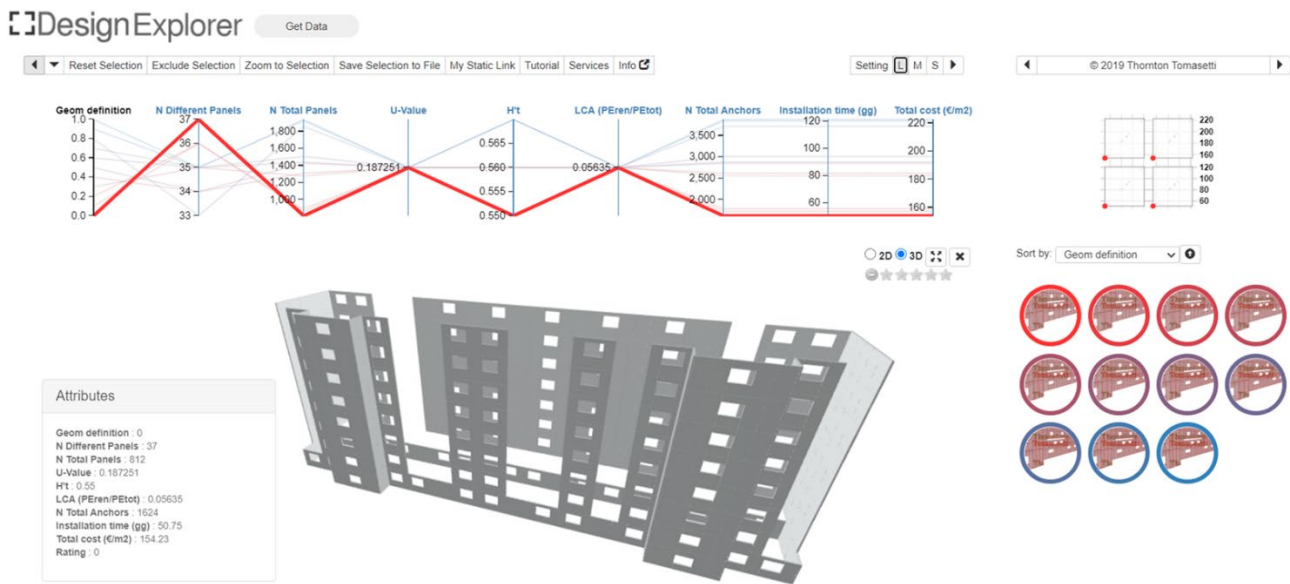 DesignExplorer Get Data
Reset Selection Exclude Selection Zoom to Selection Save Selection to File My Static Link Tutorial Services Info Setting L M S © 2019 Thornton Tomasetti
Geom definition N Different Panels N Total Panels U-Value H't LCA (PEren/PEtot) N Total Anchors Installation time (gg) Total cost (€/m2)
1.0 37 120 220
0.8 36 1,800 0.565 3,500 100 200
0.6 1,600
0.4 35 1,400 0.187251 0.560 0.05635 3,000 80 180
0.2 34 1,200 0.555 2,500
0.0 33 1,000 0.550 2,000 60 160
220
200
180
160
120
100
80
60
2D 3D
Sort by: Geom definition
Attributes
Geom definition : 0
N Different Panels : 37
N Total Panels : 812
U-Value : 0.187251
H't : 0.55
LCA (PEren/PEtot) : 0.05635
N Total Anchors : 1624
Installation time (gg) : 50.75
Total cost (€/m2) : 154.23
Rating : 0